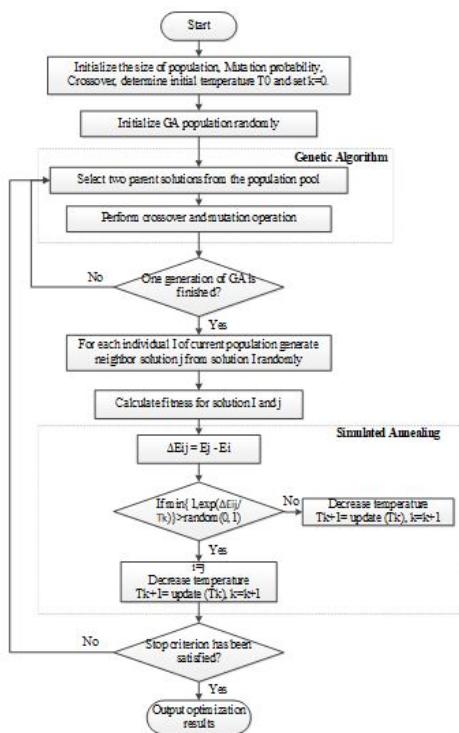 Start
Initialize the size of population, Mutation probability,
Crossover, determine initial temperature T0 and set k=0.
Initialize GA population randomly
Genetic Algorithm
Select two parent solutions from the population pool
Perform crossover and mutation operation
No
One generation of GA is
finished?
Yes
For each individual I of current population generate
neighbor solution j from solution I randomly
Calculate fitness for solution I and j
Simulated Annealing
ΔEij = Ej - Ei
If min{ 1,exp(ΔEij/
Tk)}>random(0, 1)
No
Decrease temperature
Tk+1= update (Tk), k=k+1
Yes
i=j
Decrease temperature
Tk+1= update (Tk), k=k+1
No
Stop criterion has been
satisfied?
Yes
Output optimization
results